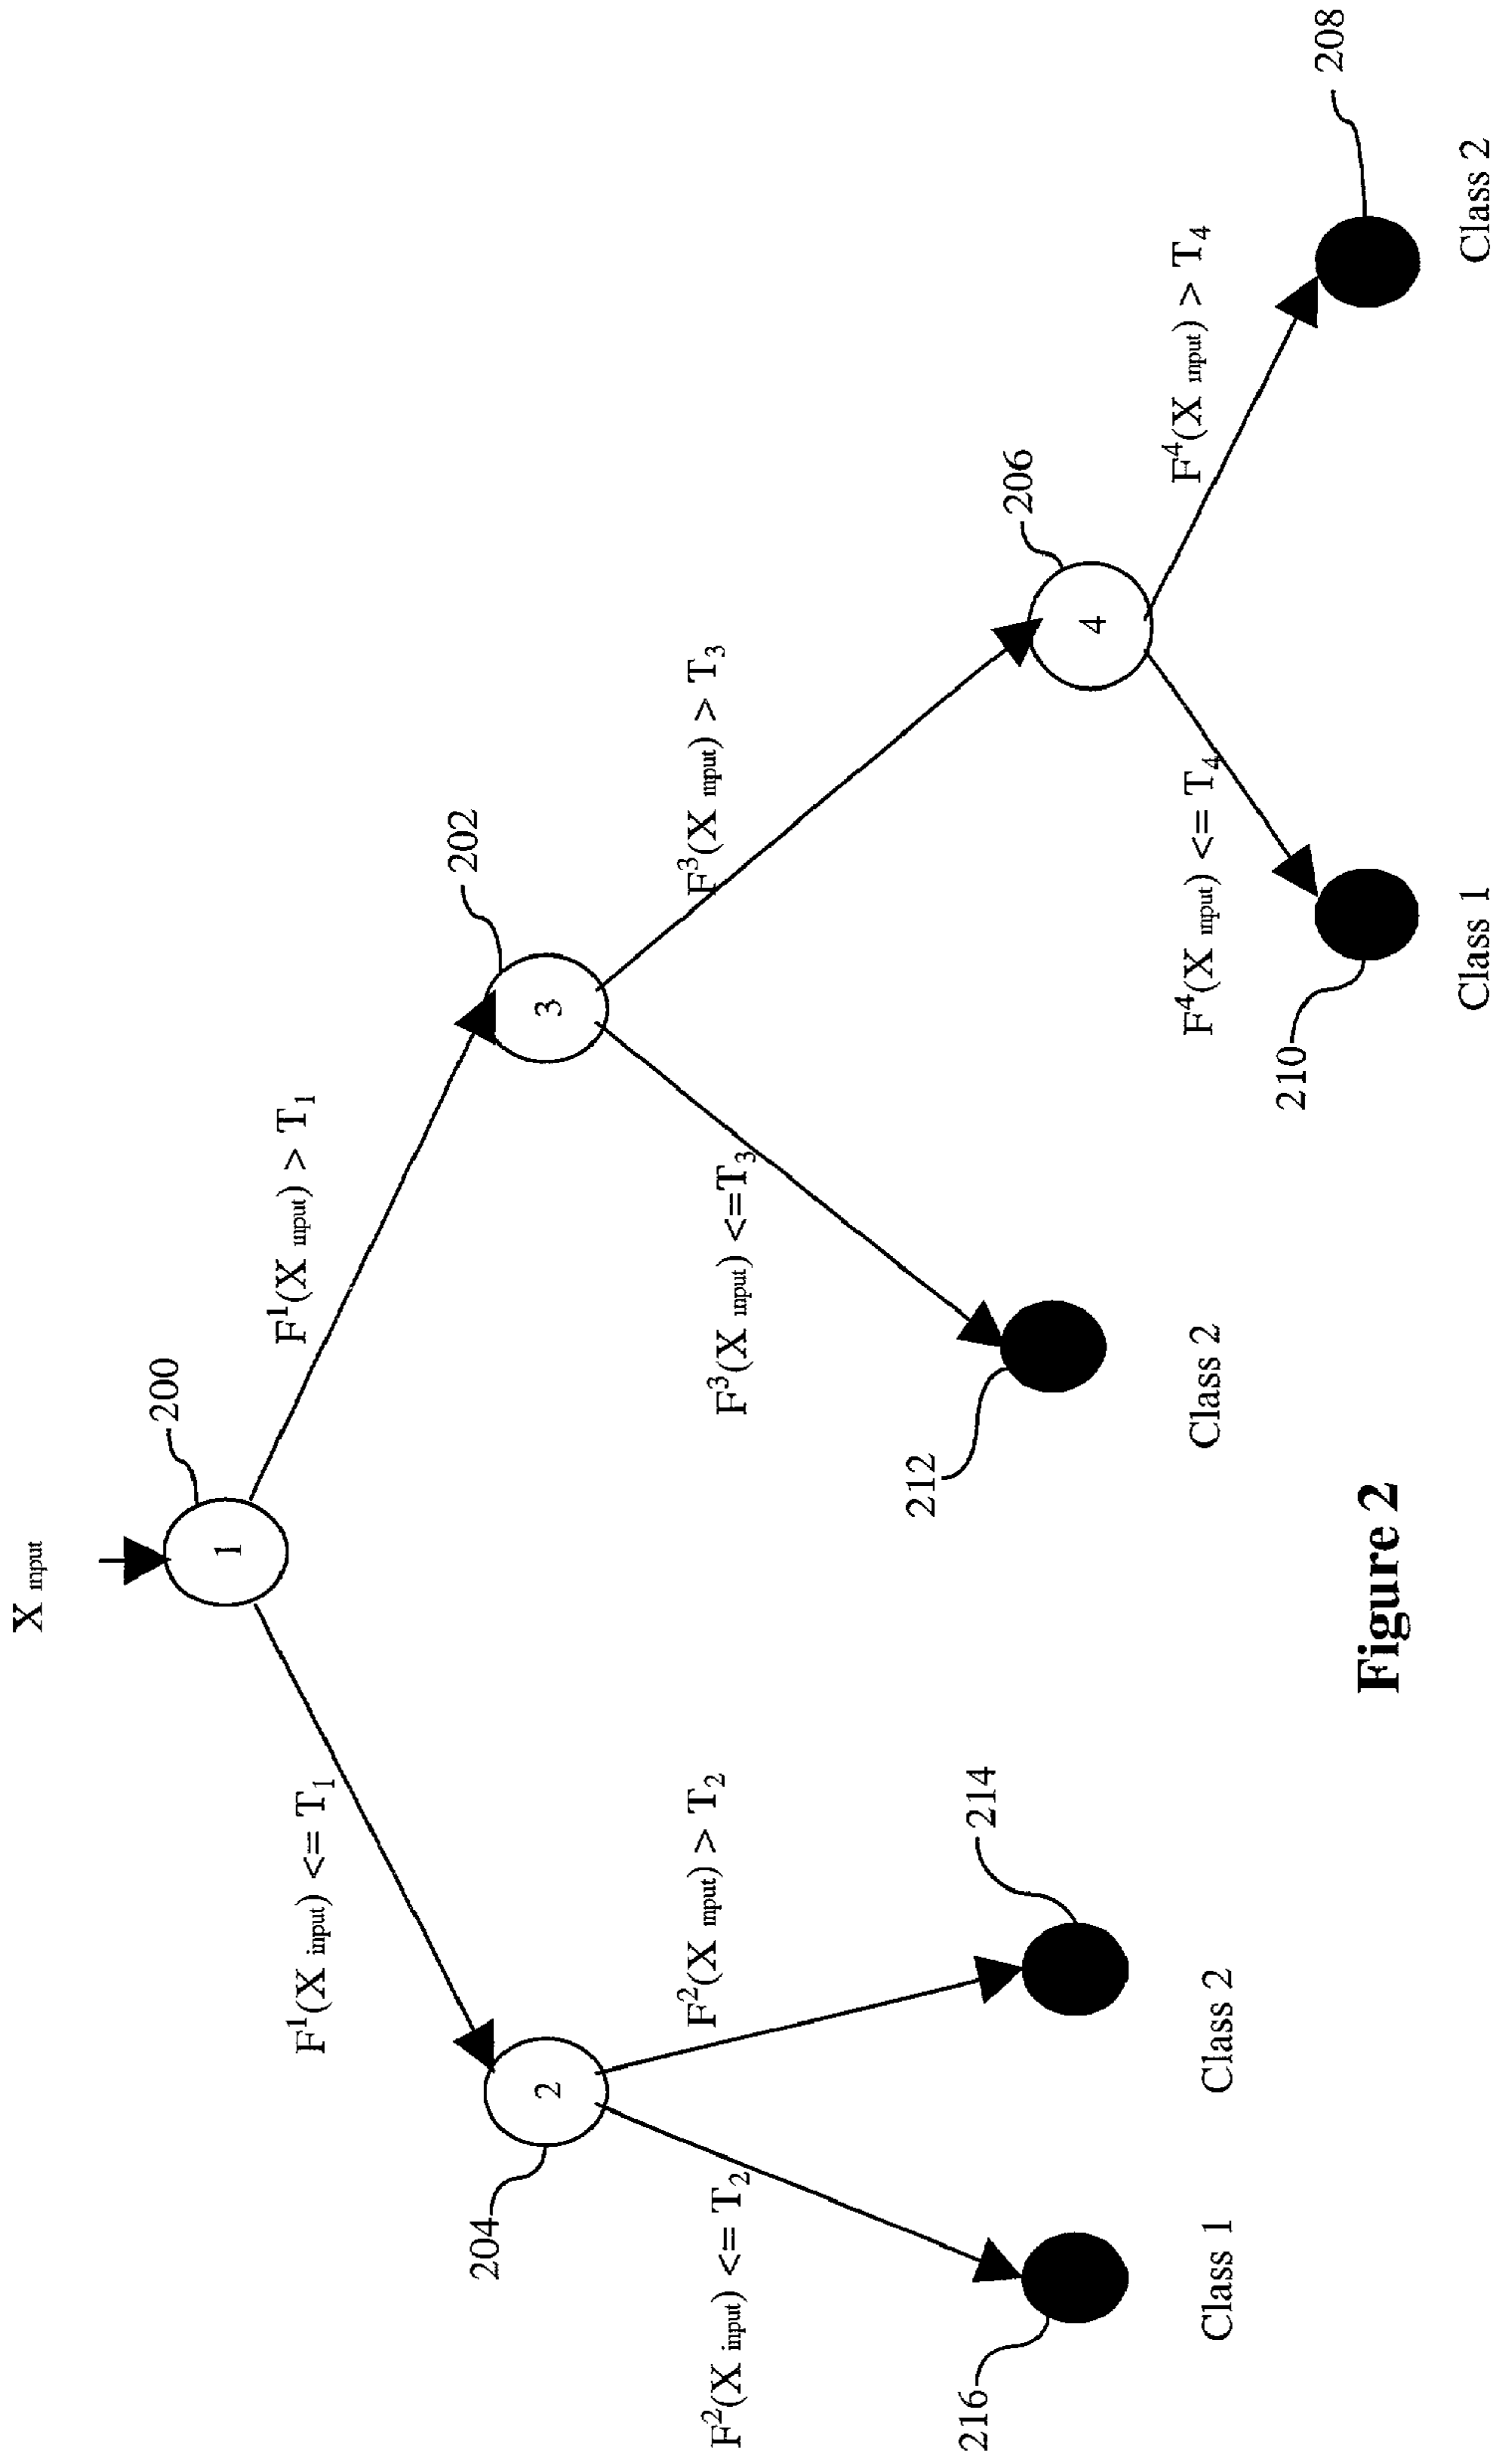 X input
200
1
F¹(X input) <= T₁
F¹(X input) > T₁
204
2
202
3
F²(X input) <= T₂
F²(X input) > T₂
F³(X input) <=T₃
F³(X input) > T₃
216
214
212
206
4
Class 1
Class 2
Class 2
F⁴(X input) <= T₄
F⁴(X input) > T₄
210
208
Class 1
Class 2
Figure 2